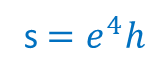 s = e⁴h